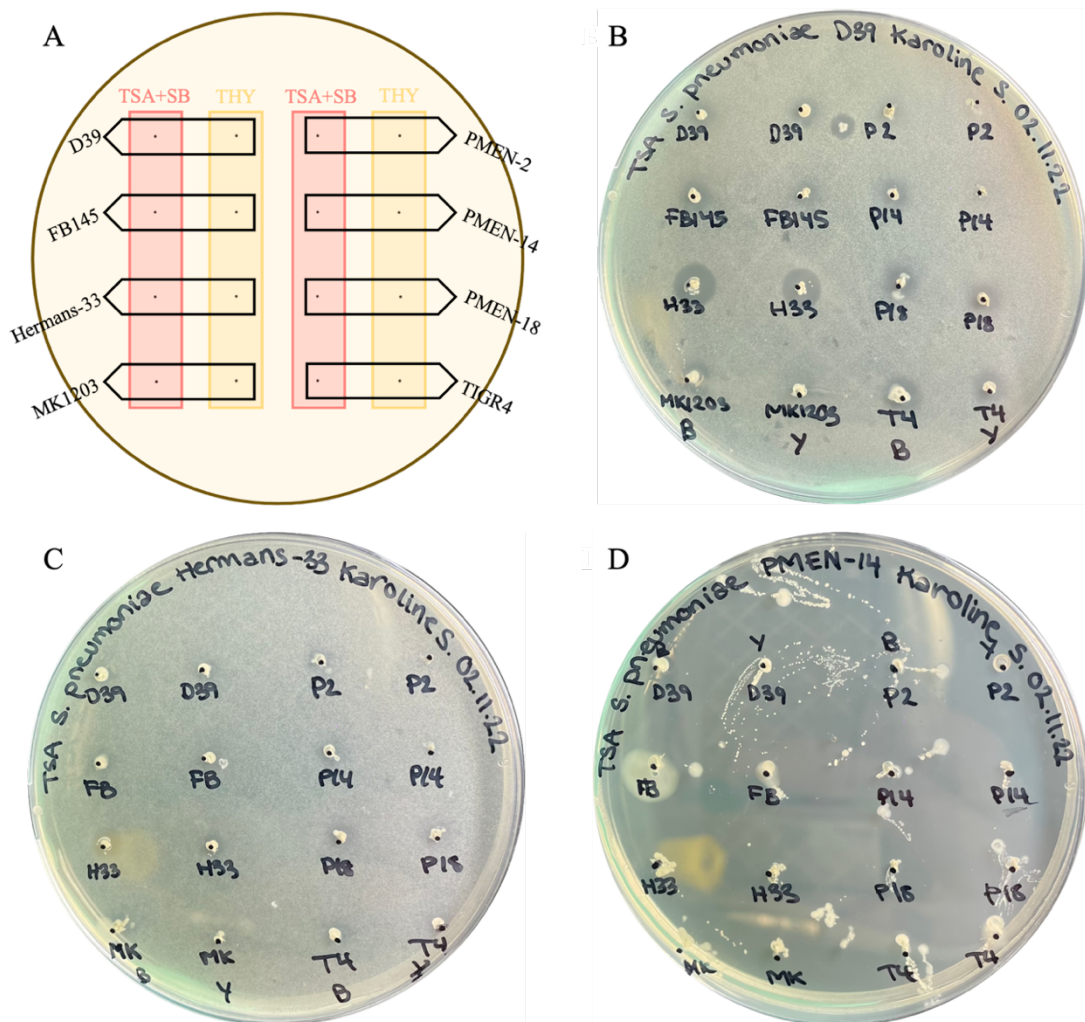 A
TSA+SB THY TSA+SB THY
D39 PMEN-2
FB145 PMEN-14
Hermans-33 PMEN-18
MK1203 TIGR4
B
TSA S. pneumoniae D39 Karoline S. 02.11.22
D39 D39 P2 P2
FB145 FB145 P14 P14
H33 H33 P18 P18
MK1203 MK1203 T4 T4
B Y B Y
C
TSA S. pneumoniae Hermans-33 Karoline S. 02.11.22
D39 D39 P2 P2
FB FB P14 P14
H33 H33 P18 P18
MK MK T4 T4
B Y B Y
D
TSA S. pneumoniae PMEN-14 Karoline S. 02.11.22
B Y B Y
D39 D39 P2 P2
FB FB P14 P14
H33 H33 P18 P18
MK MK T4 T4